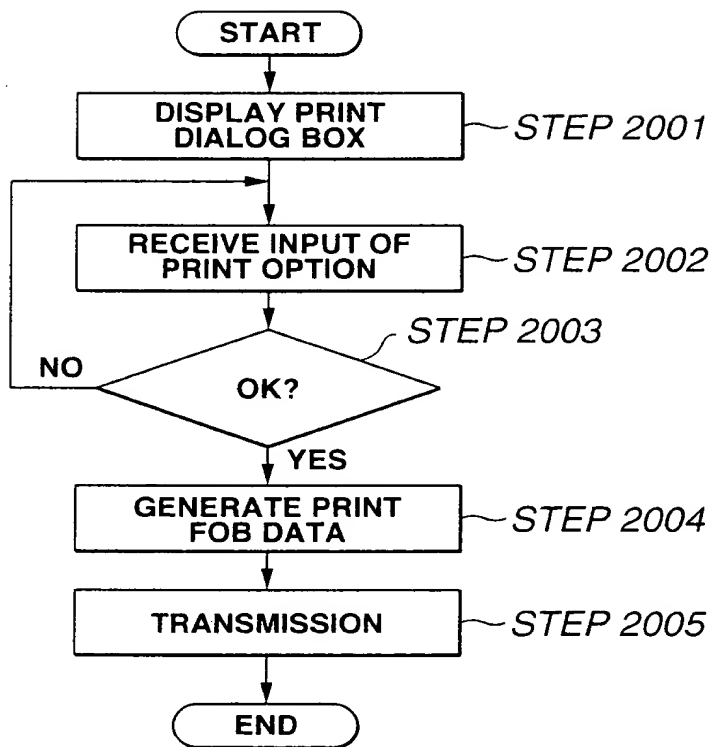 START
DISPLAY PRINT
DIALOG BOX
STEP 2001
RECEIVE INPUT OF
PRINT OPTION
STEP 2002
STEP 2003
NO
OK?
YES
GENERATE PRINT
FOB DATA
STEP 2004
TRANSMISSION
STEP 2005
END